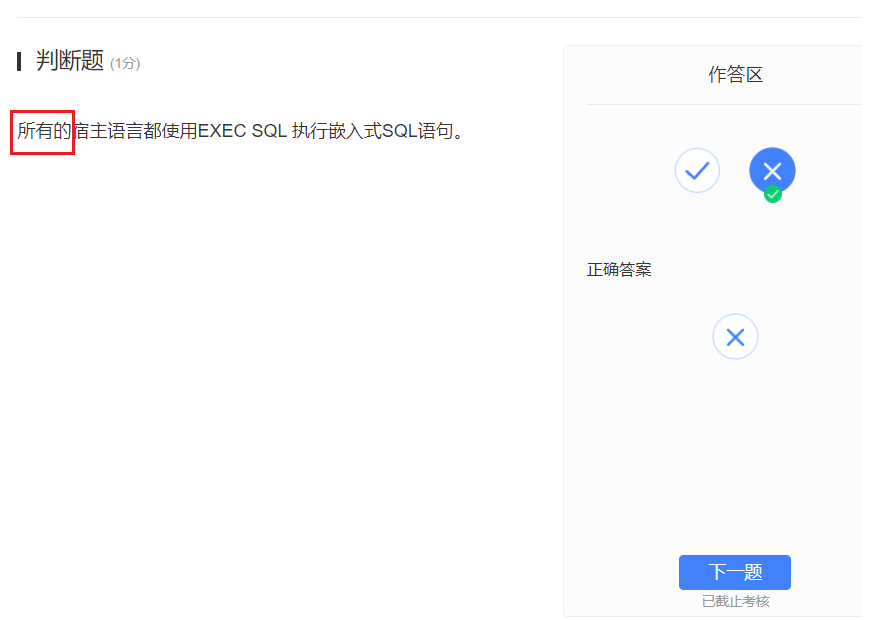 判断题 (1分)
所有的宿主语言都使用EXEC SQL 执行嵌入式SQL语句。
作答区
正确答案
下一题
已截止考核